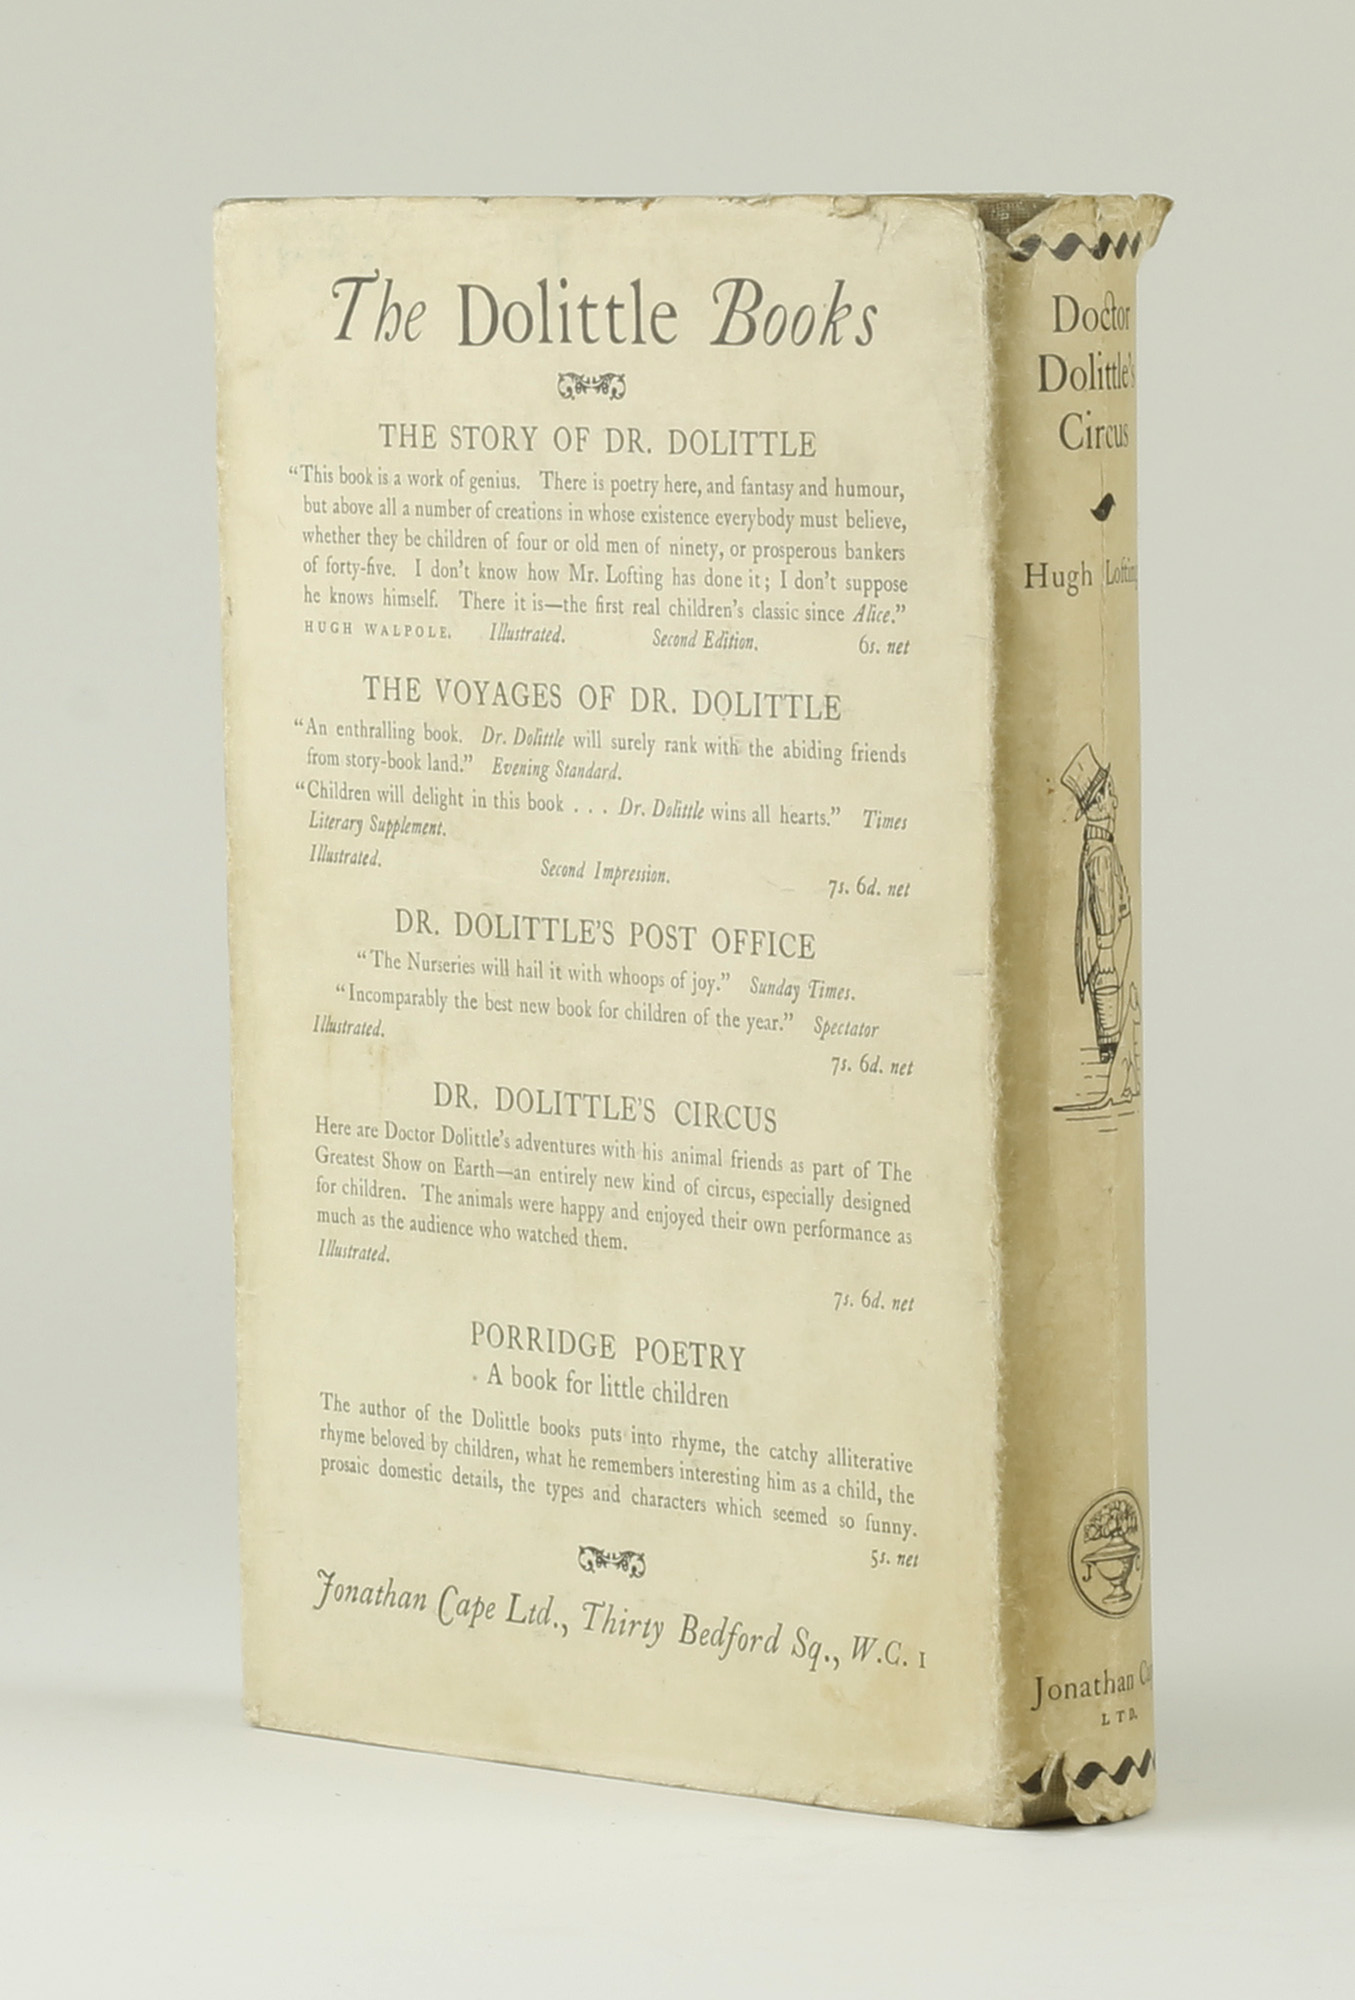 The Dolittle Books
THE STORY OF DR. DOLITTLE
“This book is a work of genius. There is poetry here, and fantasy and humour,
but above all a number of creations in whose existence everybody must believe,
whether they be children of four or old men of ninety, or prosperous bankers
of forty-five. I don’t know how Mr. Lofting has done it; I don’t suppose
he knows himself. There it is—the first real children’s classic since Alice.”
HUGH WALPOLE. Illustrated. Second Edition. 6s. net
THE VOYAGES OF DR. DOLITTLE
“An enthralling book. Dr. Dolittle will surely rank with the abiding friends
from story-book land.” Evening Standard.
“Children will delight in this book . . . Dr. Dolittle wins all hearts.” Times
Literary Supplement.
Illustrated. Second Impression. 7s. 6d. net
DR. DOLITTLE’S POST OFFICE
“The Nurseries will hail it with whoops of joy.” Sunday Times.
“Incomparably the best new book for children of the year.” Spectator
Illustrated.
7s. 6d. net
DR. DOLITTLE’S CIRCUS
Here are Doctor Dolittle’s adventures with his animal friends as part of The
Greatest Show on Earth—an entirely new kind of circus, especially designed
for children. The animals were happy and enjoyed their own performance as
much as the audience who watched them.
Illustrated.
7s. 6d. net
PORRIDGE POETRY
A book for little children
The author of the Dolittle books puts into rhyme, the catchy alliterative
rhyme beloved by children, what he remembers interesting him as a child, the
prosaic domestic details, the types and characters which seemed so funny.
5s. net
Jonathan Cape Ltd., Thirty Bedford Sq., W.C. 1
Doctor
Dolittle’s
Circus
Hugh Lofting
J C
Jonathan Ca
LTD.